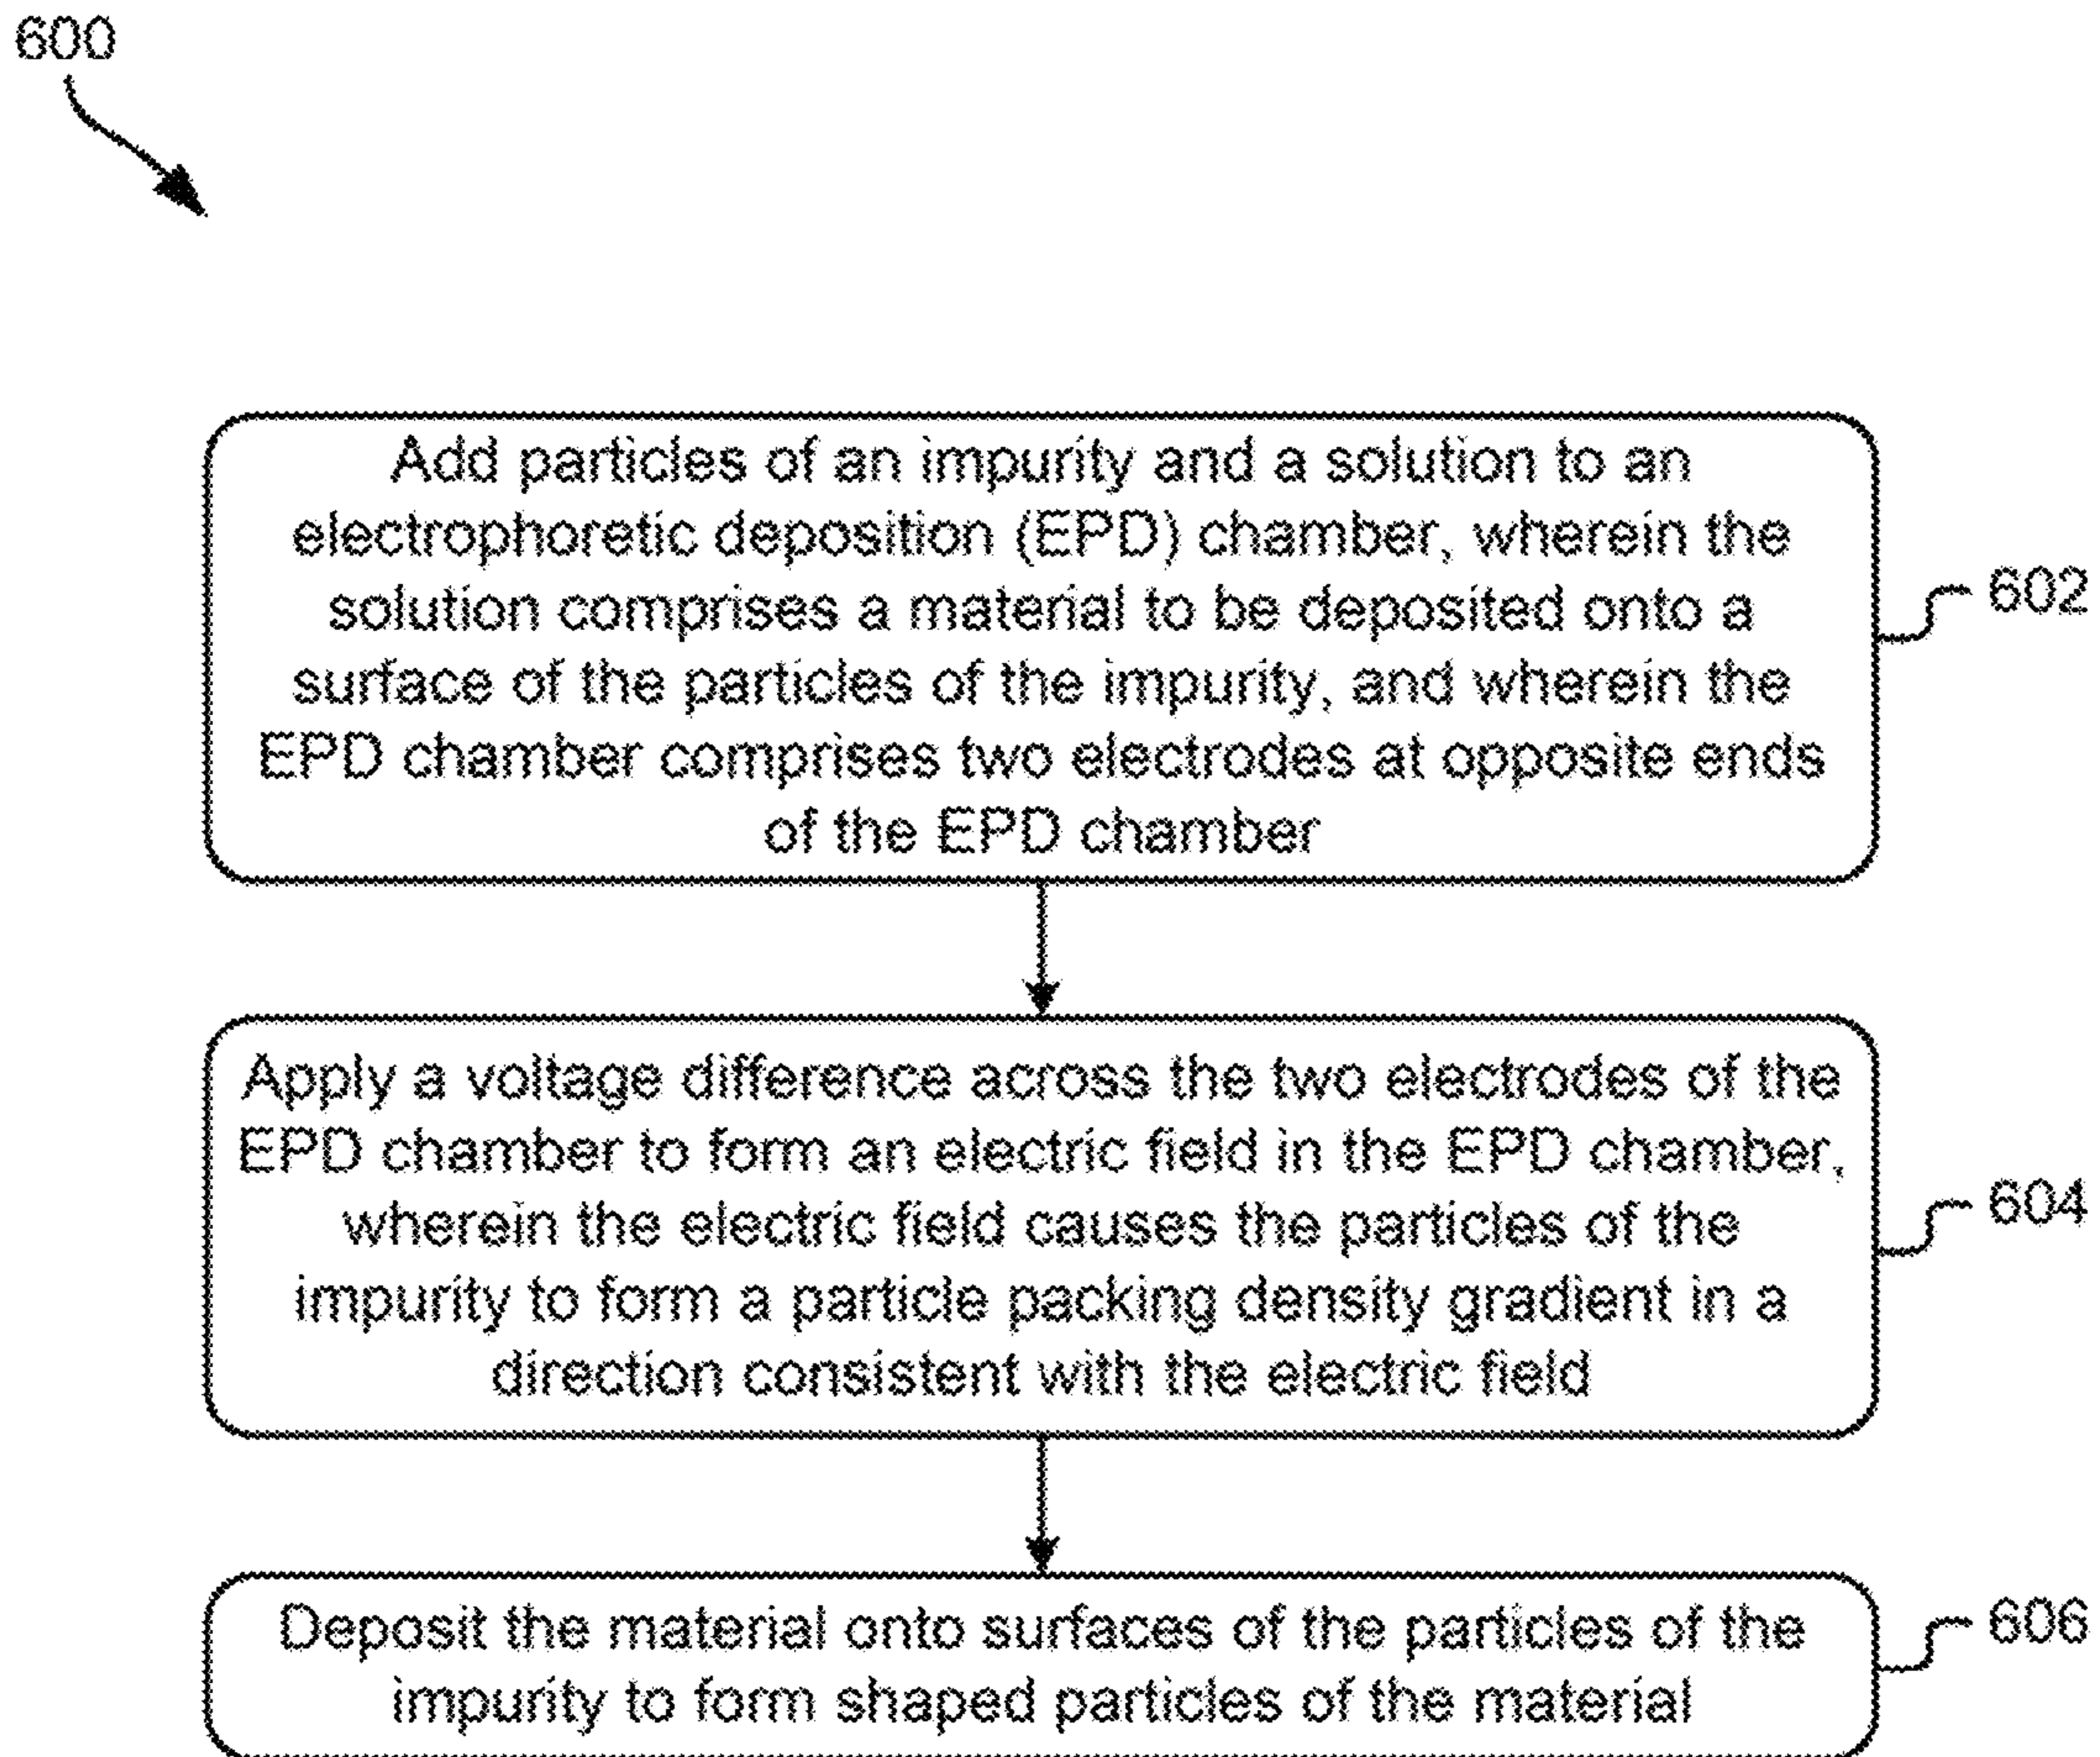 600
Add particles of an impurity and a solution to an
electrophoretic deposition (EPD) chamber, wherein the
solution comprises a material to be deposited onto a
surface of the particles of the impurity, and wherein the
EPD chamber comprises two electrodes at opposite ends
of the EPD chamber
602
Apply a voltage difference across the two electrodes of the
EPD chamber to form an electric field in the EPD chamber,
wherein the electric field causes the particles of the
impurity to form a particle packing density gradient in a
direction consistent with the electric field
604
Deposit the material onto surfaces of the particles of the
impurity to form shaped particles of the material
606